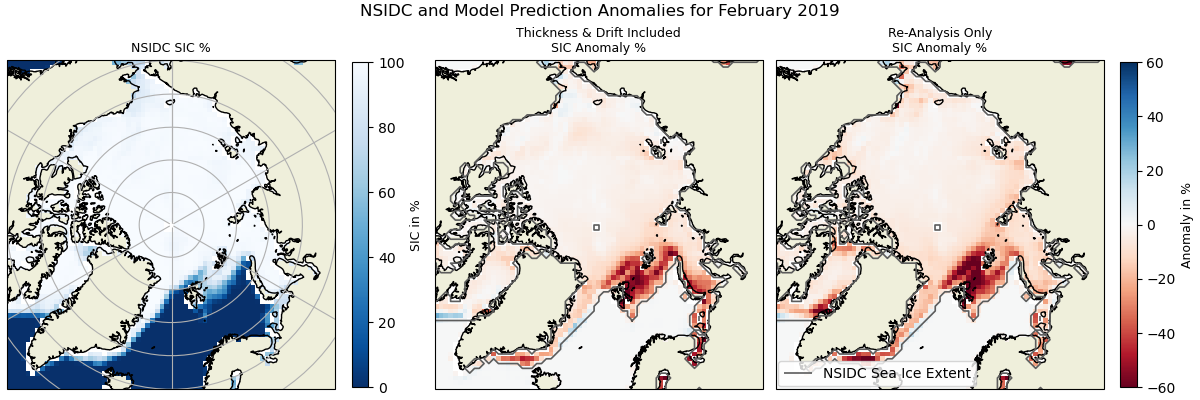 NSIDC and Model Prediction Anomalies for February 2019
NSIDC SIC %
100
80
60
40
20
0
SIC in %
Thickness & Drift Included
SIC Anomaly %
Re-Analysis Only
SIC Anomaly %
NSIDC Sea Ice Extent
60
40
20
0
−20
−40
−60
Anomaly in %